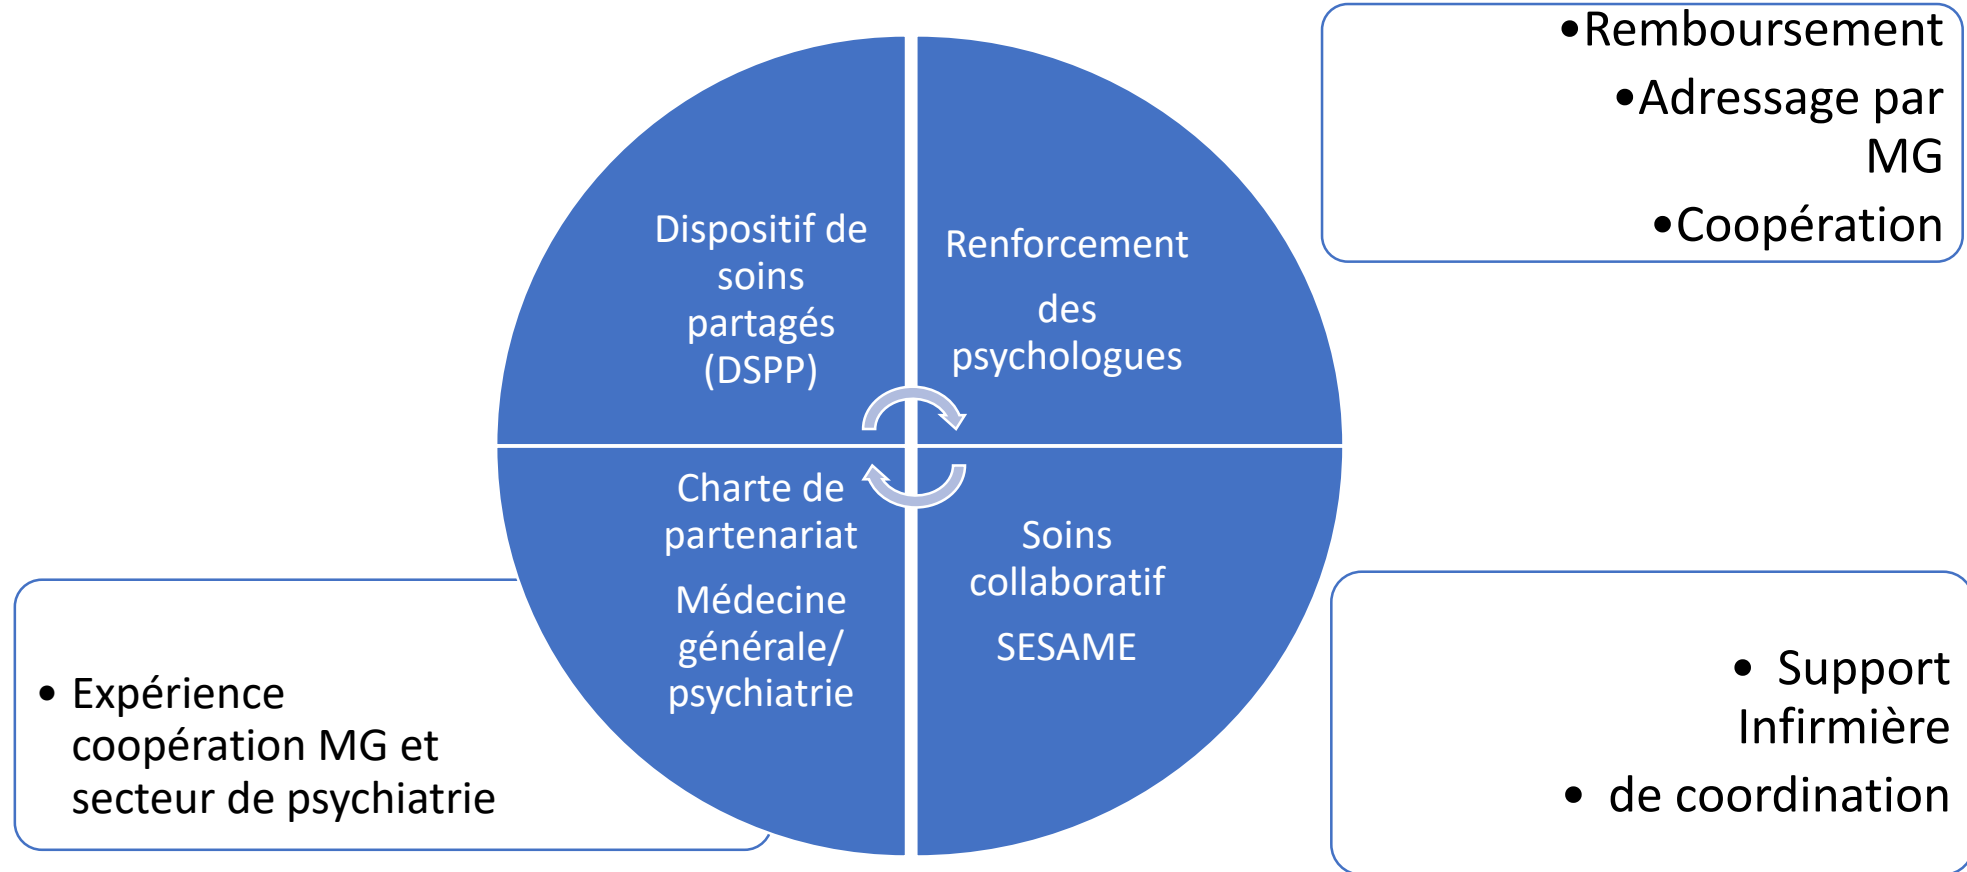 Dispositif de
soins
partagés
(DSPP)
Renforcement
des
psychologues
•Remboursement
•Adressage par
MG
•Coopération
Charte de
partenariat
Médecine
générale/
psychiatrie
Soins
collaboratif
SESAME
• Expérience
coopération MG et
secteur de psychiatrie
• Support
Infirmière
• de coordination